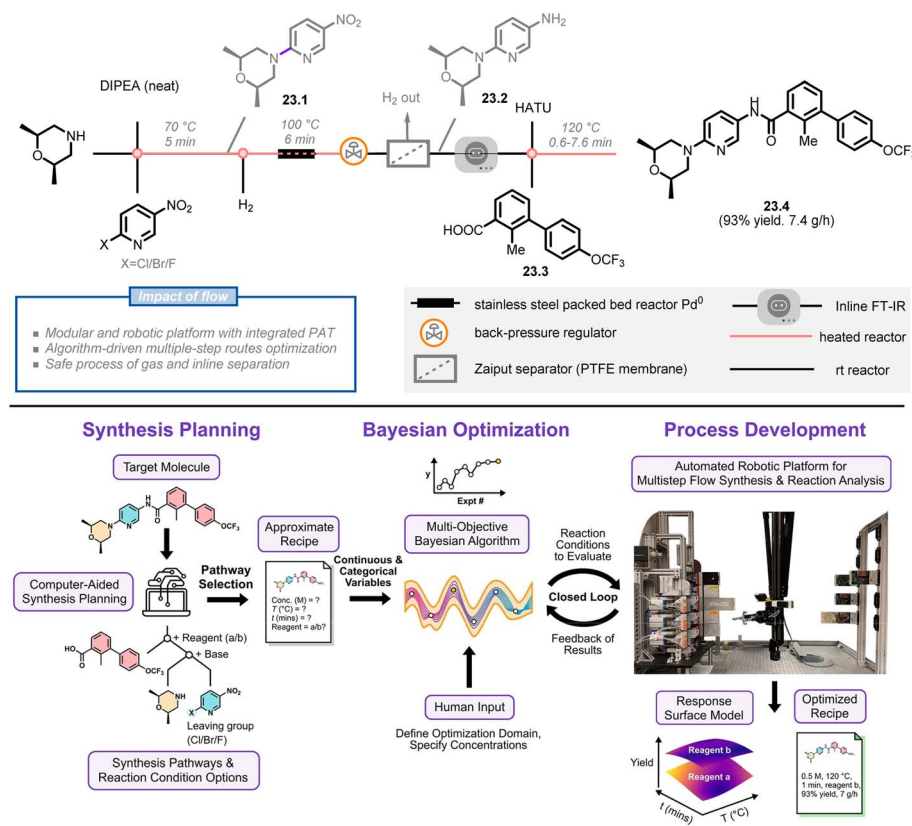 DIPEA (neat)
NH
O
70 °C
5 min
NO₂
N
N
O
23.1
X
N
NO₂
X=Cl/Br/F
H₂
100 °C
6 min
H₂ out
NH₂
N
N
O
23.2
HATU
120 °C
0.6-7.6 min
HOOC
Me
OCF₃
23.3
H
N
O
Me
OCF₃
N
N
O
23.4
(93% yield. 7.4 g/h)
Impact of flow
Modular and robotic platform with integrated PAT
Algorithm-driven multiple-step routes optimization
Safe process of gas and inline separation
stainless steel packed bed reactor Pd⁰
back-pressure regulator
Zaiput separator (PTFE membrane)
Inline FT-IR
heated reactor
rt reactor
Synthesis Planning
Target Molecule
H
N
O
OCF₃
N
N
O
Computer-Aided
Synthesis Planning
Pathway
Selection
Approximate
Recipe
Conc. (M) = ?
T (°C) = ?
t (mins) = ?
Reagent = a/b?
HO
O
OCF₃
+ Reagent (a/b)
+ Base
NH
O
X
N
NO₂
Leaving group
(Cl/Br/F)
Synthesis Pathways &
Reaction Condition Options
Bayesian Optimization
y
Expt #
Multi-Objective
Bayesian Algorithm
Continuous &
Categorical
Variables
Human Input
Define Optimization Domain,
Specify Concentrations
Reaction
Conditions
to Evaluate
Closed Loop
Feedback of
Results
Process Development
Automated Robotic Platform for
Multistep Flow Synthesis & Reaction Analysis
Response
Surface Model
Yield
Reagent b
Reagent a
t (mins)
T (°C)
Optimized
Recipe
0.5 M, 120 °C,
1 min, reagent b,
93% yield, 7 g/h